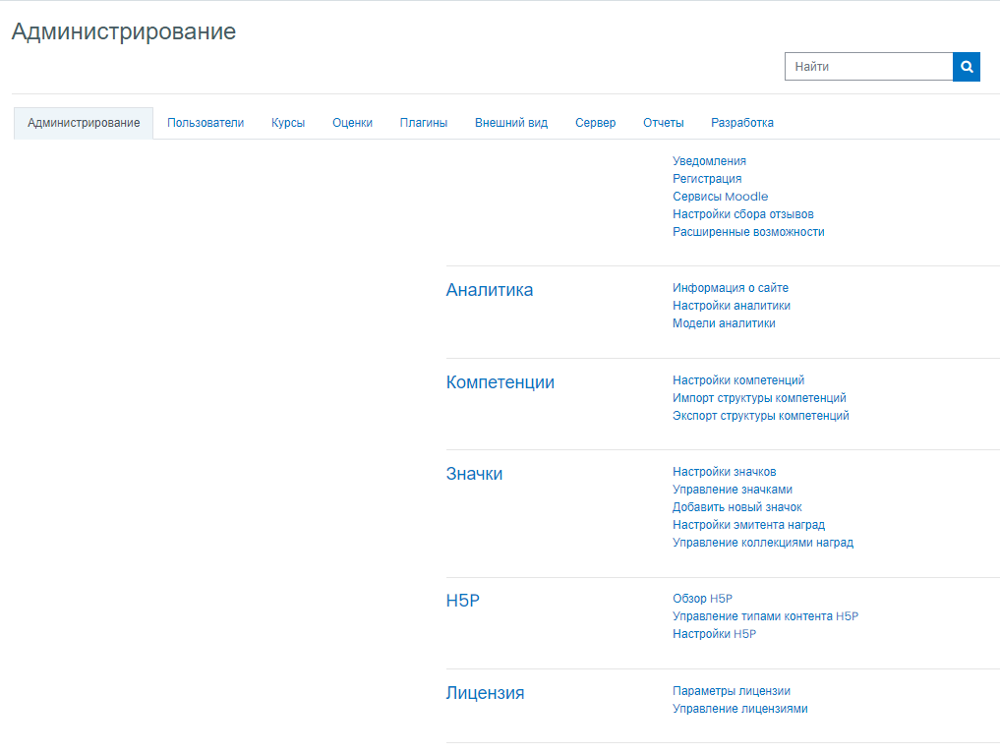 Администрирование
Найти
Администрирование Пользователи Курсы Оценки Плагины Внешний вид Сервер Отчеты Разработка
Уведомления
Регистрация
Сервисы Moodle
Настройки сбора отзывов
Расширенные возможности
Аналитика
Информация о сайте
Настройки аналитики
Модели аналитики
Компетенции
Настройки компетенций
Импорт структуры компетенций
Экспорт структуры компетенций
Значки
Настройки значков
Управление значками
Добавить новый значок
Настройки эмитента наград
Управление коллекциями наград
H5P
Обзор H5P
Управление типами контента H5P
Настройки H5P
Лицензия
Параметры лицензии
Управление лицензиями